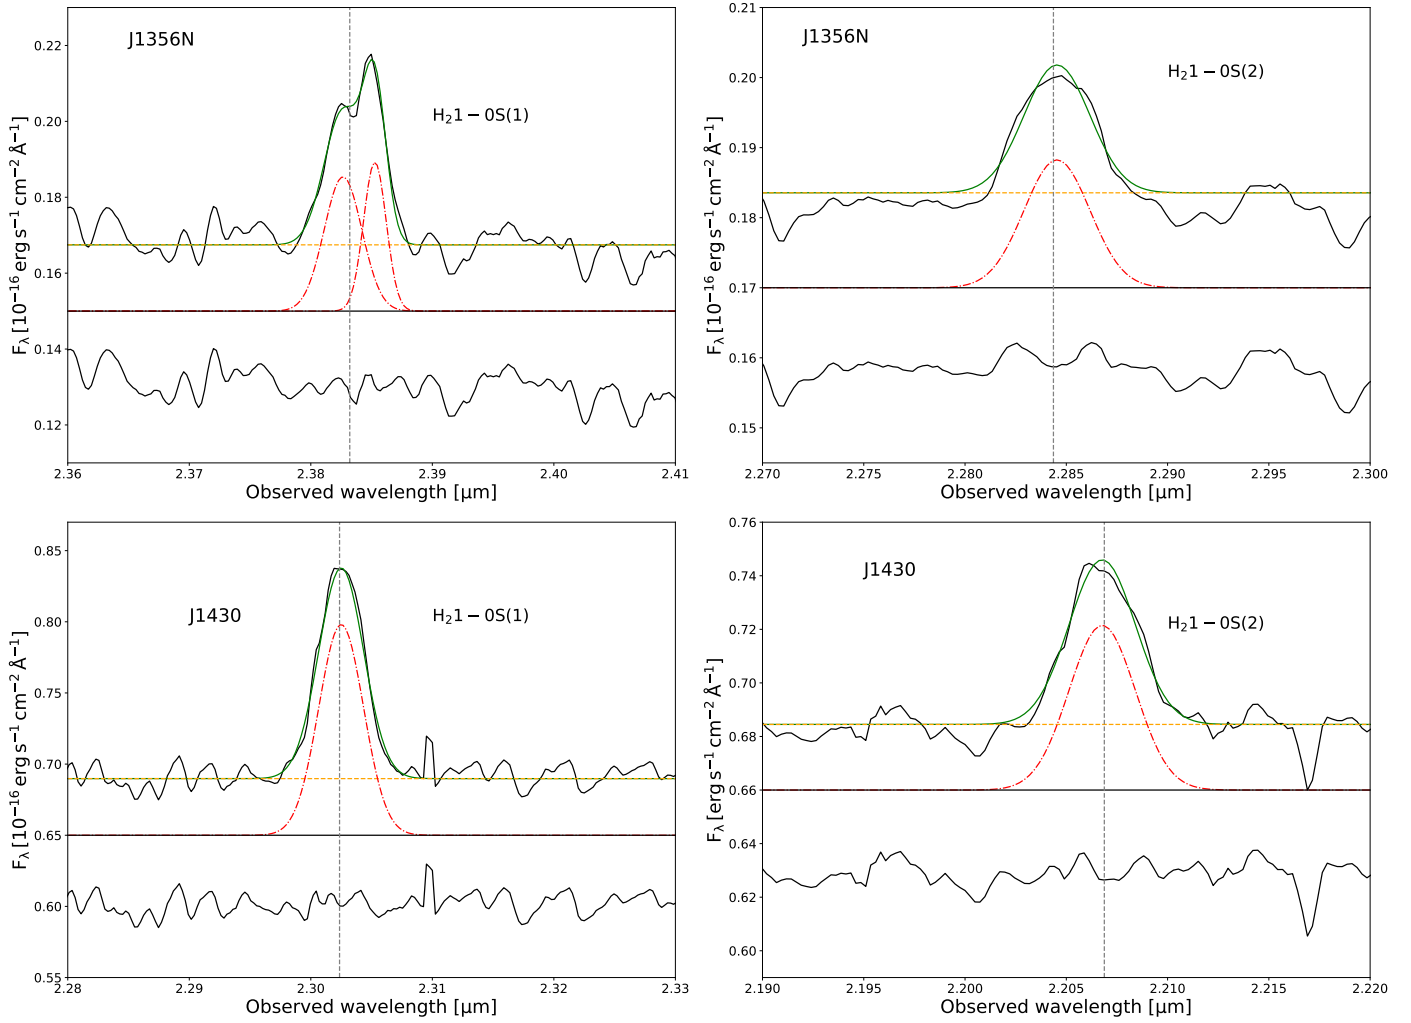 J1356N
H₂1−0S(1)
F_λ [10⁻¹⁶ erg s⁻¹ cm⁻² Å⁻¹]
0.22
0.20
0.18
0.16
0.14
0.12
2.36 2.37 2.38 2.39 2.40 2.41
Observed wavelength [µm]
J1356N
H₂1−0S(2)
F_λ [10⁻¹⁶ erg s⁻¹ cm⁻² Å⁻¹]
0.21
0.20
0.19
0.18
0.17
0.16
0.15
2.270 2.275 2.280 2.285 2.290 2.295 2.300
Observed wavelength [µm]
J1430
H₂1−0S(1)
F_λ [10⁻¹⁶ erg s⁻¹ cm⁻² Å⁻¹]
0.85
0.80
0.75
0.70
0.65
0.60
0.55
2.28 2.29 2.30 2.31 2.32 2.33
Observed wavelength [µm]
J1430
H₂1−0S(2)
F_λ [erg s⁻¹ cm⁻² Å⁻¹]
0.76
0.74
0.72
0.70
0.68
0.66
0.64
0.62
0.60
2.190 2.195 2.200 2.205 2.210 2.215 2.220
Observed wavelength [µm]